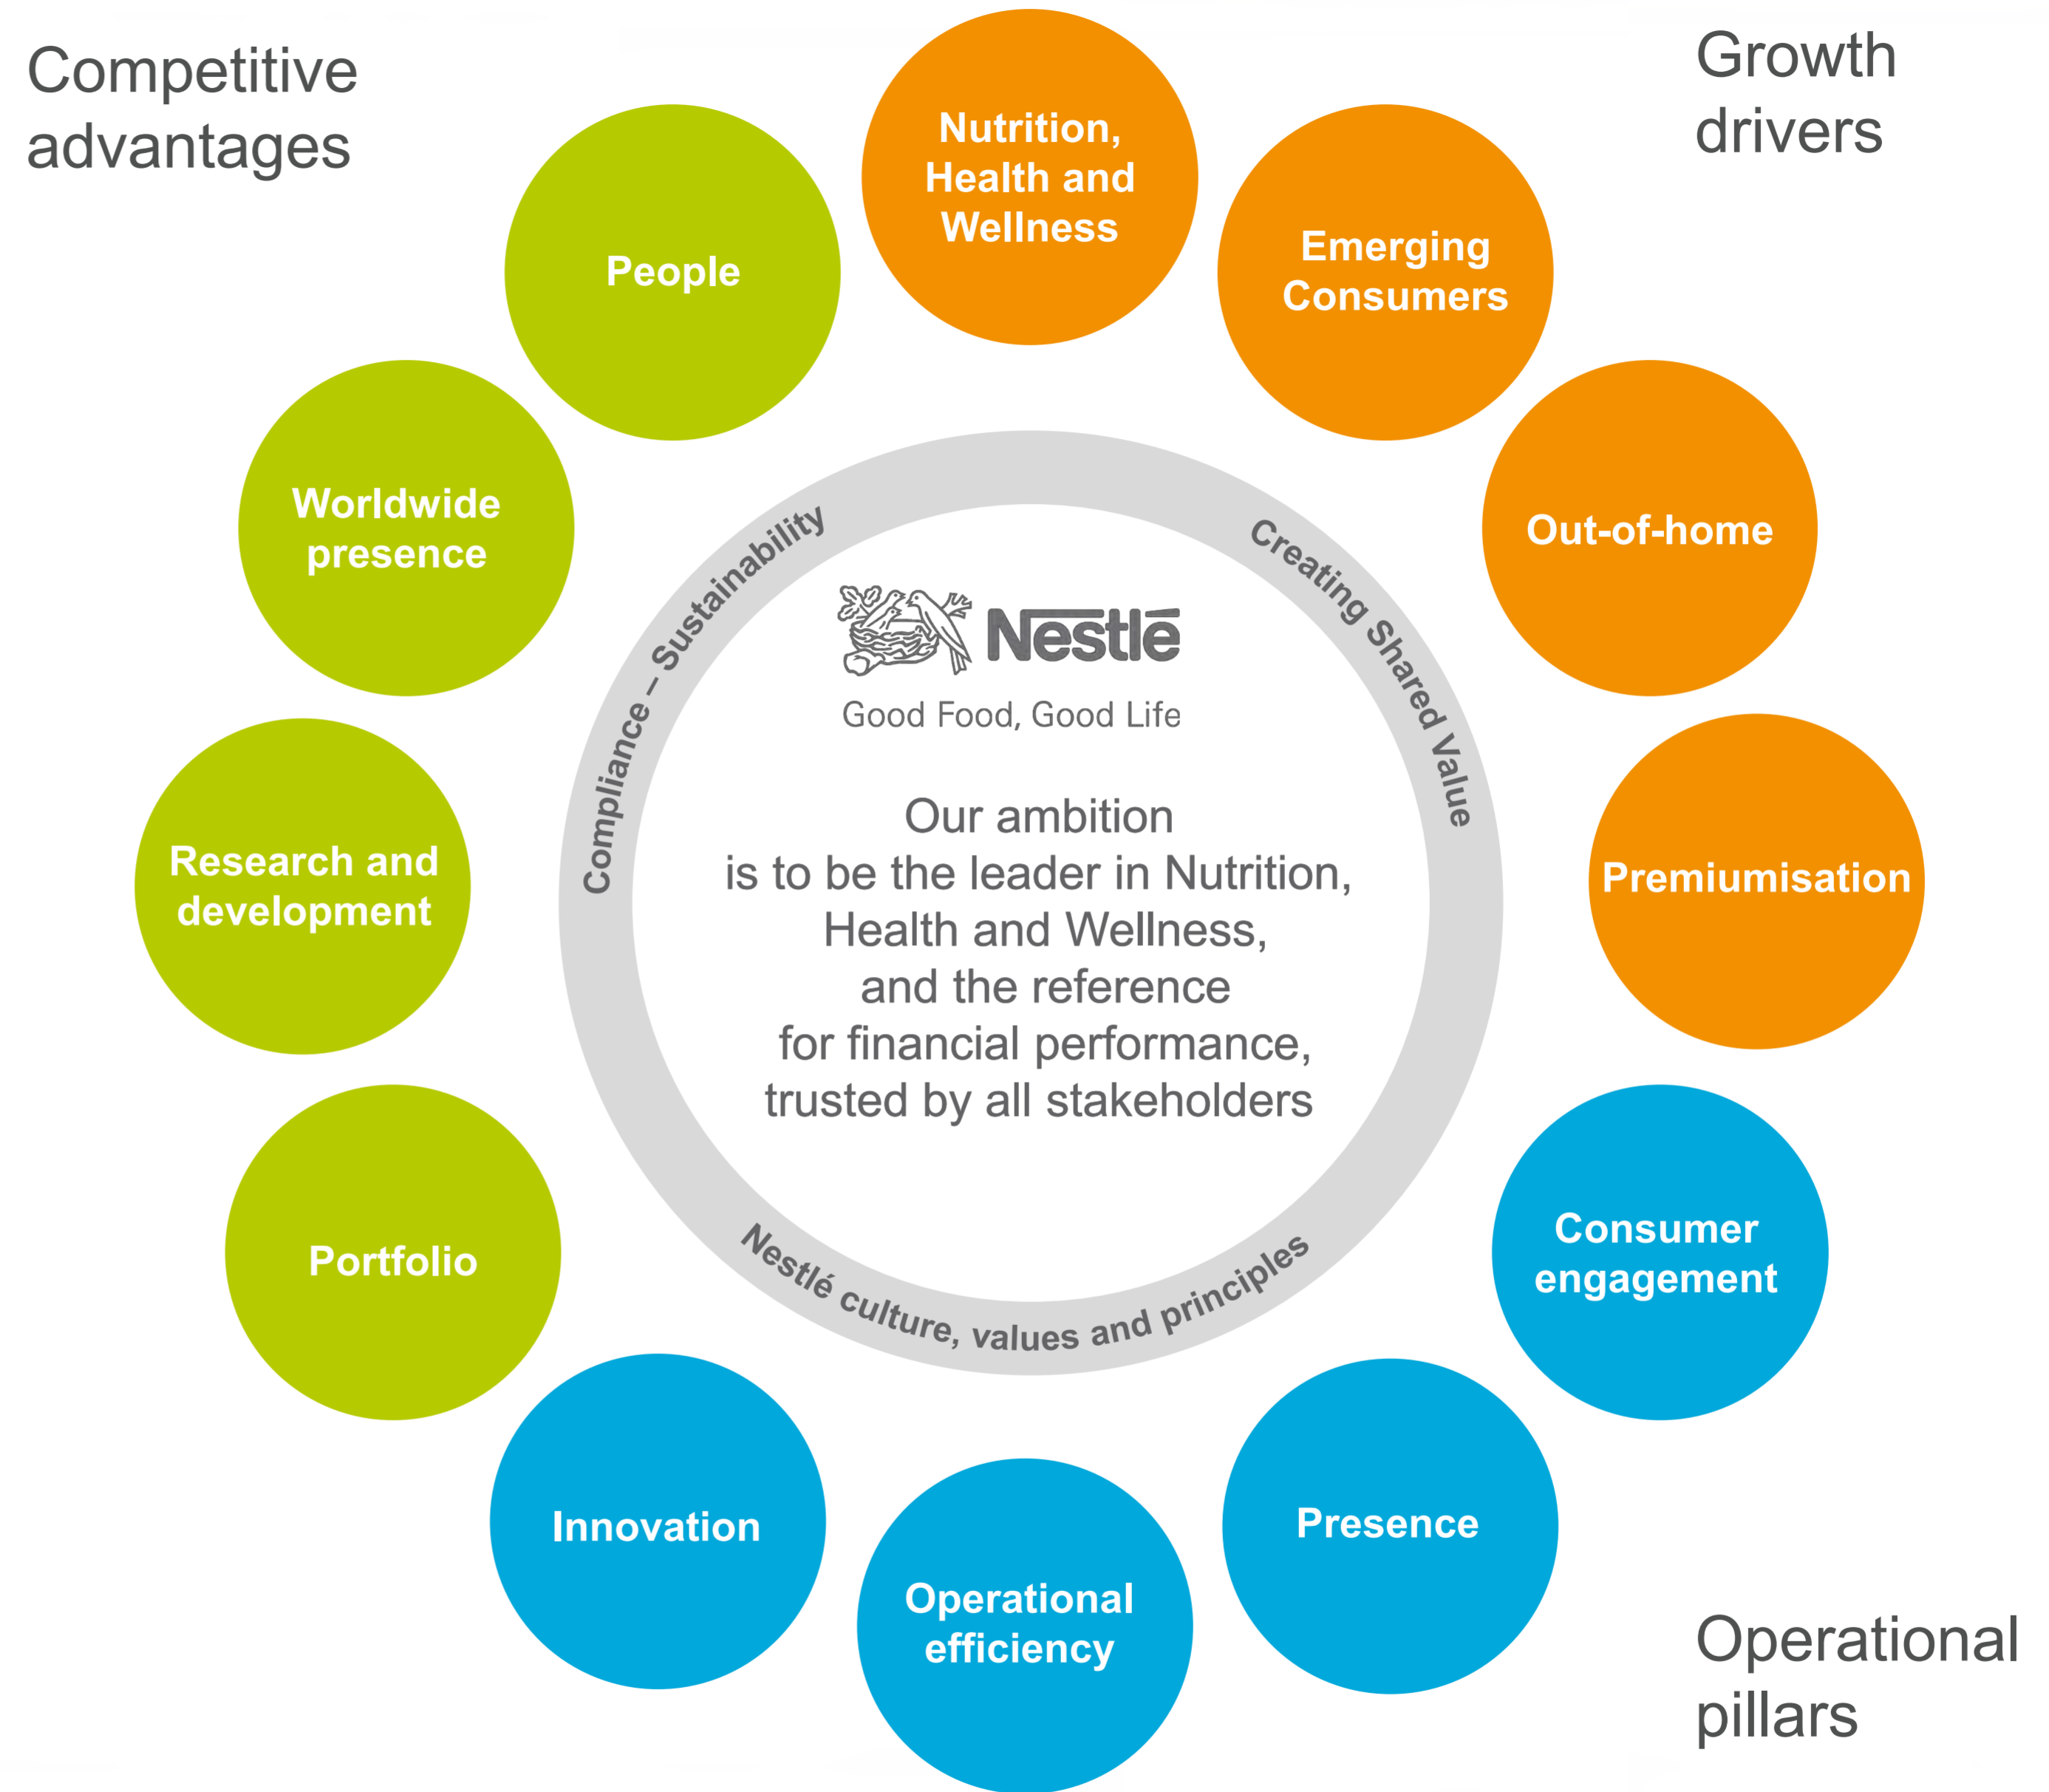 Competitive
advantages
Growth
drivers
Nutrition,
Health and
Wellness
Emerging
Consumers
Out-of-home
Premiumisation
Consumer
engagement
Presence
Operational
efficiency
Innovation
Portfolio
Research and
development
Worldwide
presence
People
Compliance – Sustainability
Creating Shared Value
Nestlé culture, values and principles
Nestlé
Good Food, Good Life
Our ambition
is to be the leader in Nutrition,
Health and Wellness,
and the reference
for financial performance,
trusted by all stakeholders
Operational
pillars